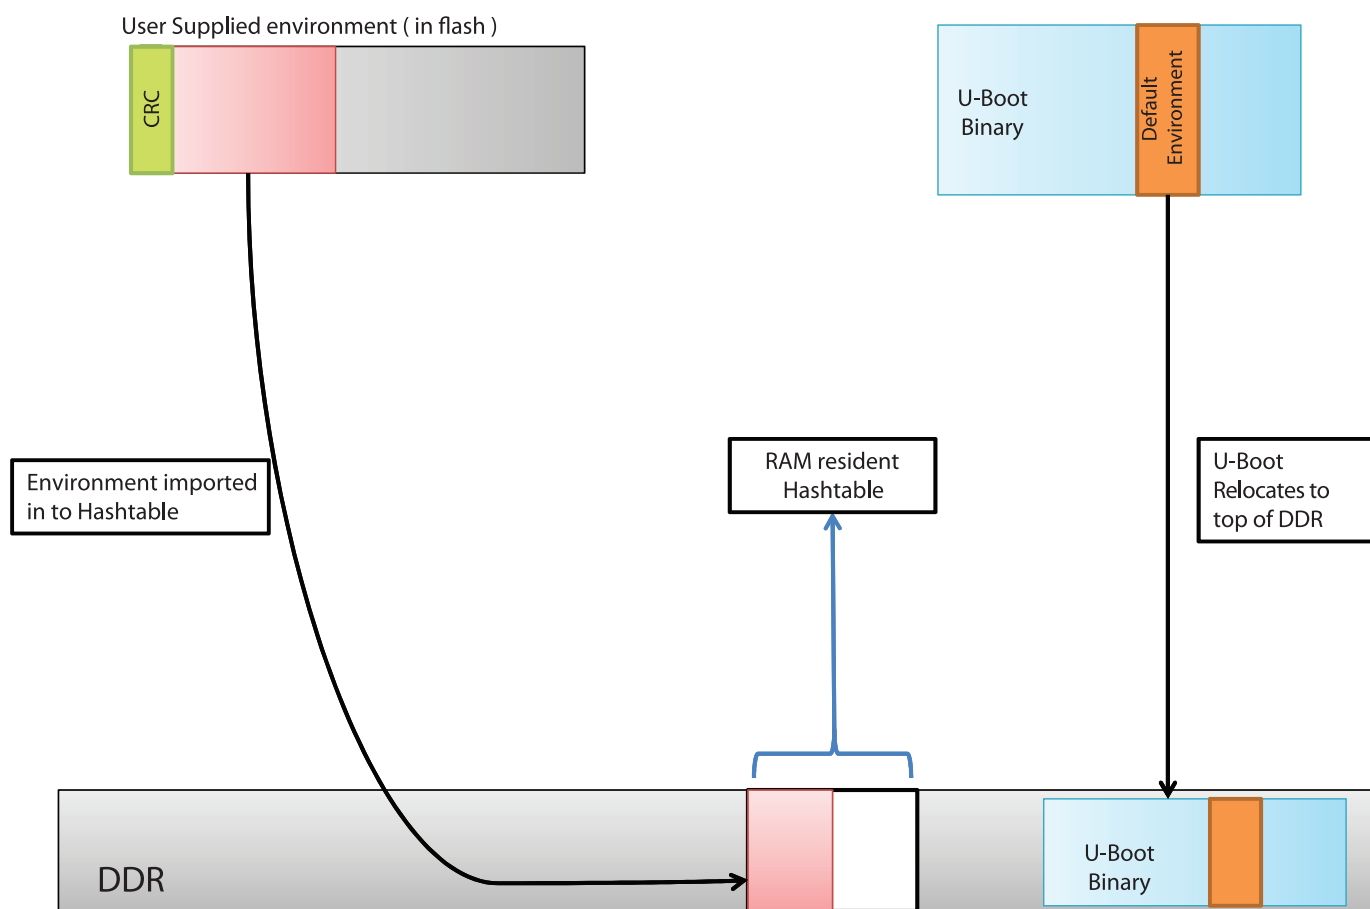 User Supplied environment ( in flash )
CRC
U-Boot
Binary
Default
Environment
Environment imported
in to Hashtable
RAM resident
Hashtable
U-Boot
Relocates to
top of DDR
DDR
U-Boot
Binary